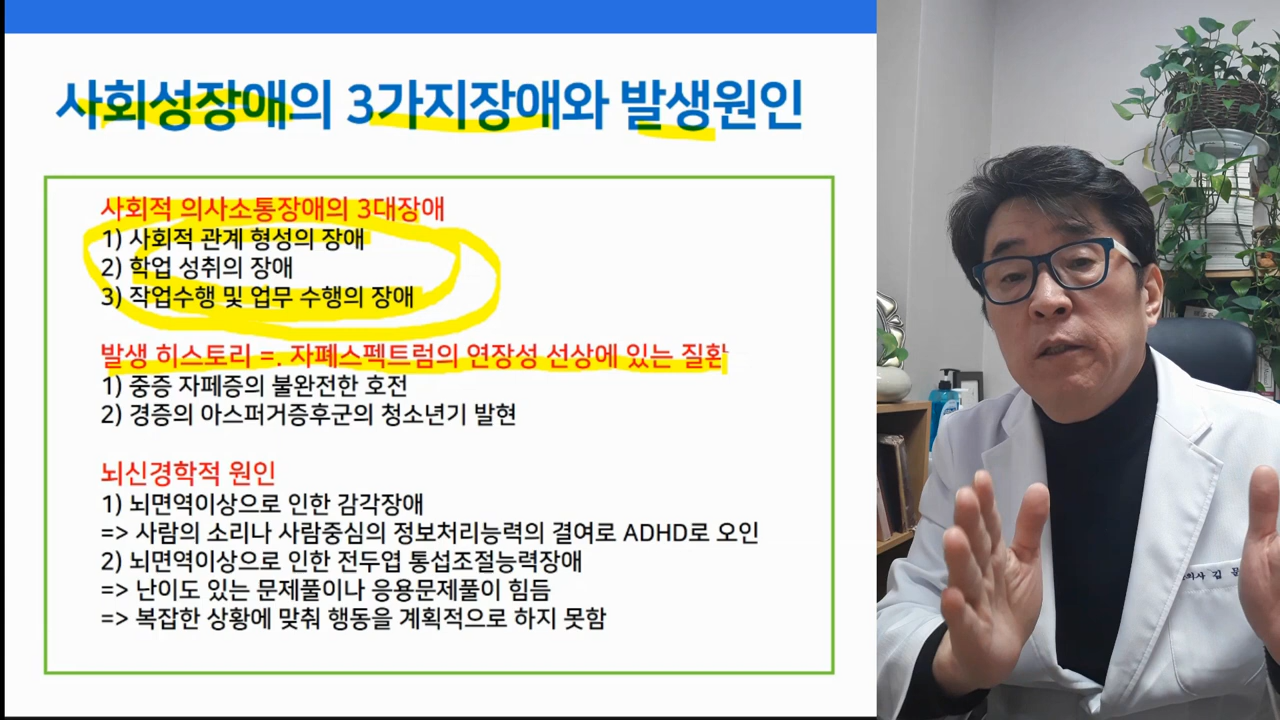 사회성장애의 3가지장애와 발생원인
사회적 의사소통장애의 3대장애
1) 사회적 관계 형성의 장애
2) 학업 성취의 장애
3) 작업수행 및 업무 수행의 장애
발생 히스토리 =. 자폐스펙트럼의 연장성 선상에 있는 질환
1) 중증 자폐증의 불완전한 호전
2) 경증의 아스퍼거증후군의 청소년기 발현
뇌신경학적 원인
1) 뇌면역이상으로 인한 감각장애
=> 사람의 소리나 사람중심의 정보처리능력의 결여로 ADHD로 오인
2) 뇌면역이상으로 인한 전두엽 통섭조절능력장애
=> 난이도 있는 문제풀이나 응용문제풀이 힘듬
=> 복잡한 상황에 맞춰 행동을 계획적으로 하지 못함
김